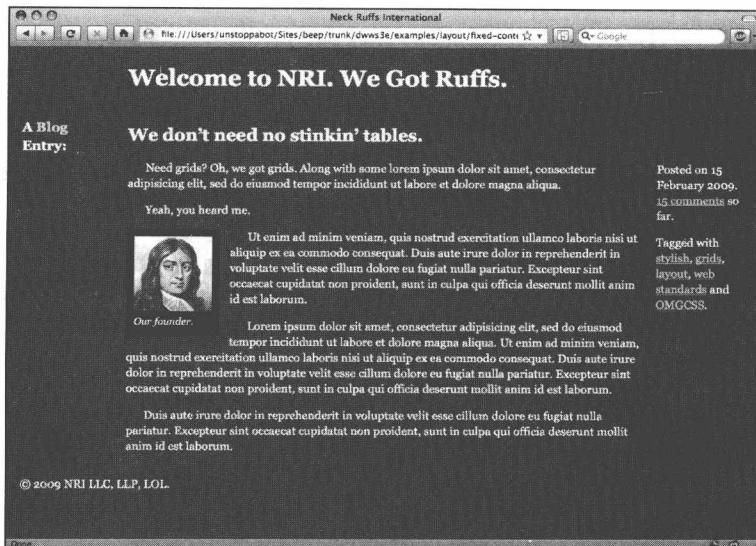 Neck Ruffs International
file:///Users/unstoppabot/Sites/beep/trunk/dwws3e/examples/layout/fixed-conte
Google
Welcome to NRI. We Got Ruffs.
A Blog
Entry:
We don't need no stinkin' tables.
Need grids? Oh, we got grids. Along with some lorem ipsum dolor sit amet, consectetur
adipisicing elit, sed do eiusmod tempor incididunt ut labore et dolore magna aliqua.
Yeah, you heard me.
Our founder.
Ut enim ad minim veniam, quis nostrud exercitation ullamco laboris nisi ut
aliquip ex ea commodo consequat. Duis aute irure dolor in reprehenderit in
voluptate velit esse cillum dolore eu fugiat nulla pariatur. Excepteur sint
occaecat cupidatat non proident, sunt in culpa qui officia deserunt mollit anim
id est laborum.
Lorem ipsum dolor sit amet, consectetur adipisicing elit, sed do eiusmod
tempor incididunt ut labore et dolore magna aliqua. Ut enim ad minim veniam,
quis nostrud exercitation ullamco laboris nisi ut aliquip ex ea commodo consequat. Duis aute irure
dolor in reprehenderit in voluptate velit esse cillum dolore eu fugiat nulla pariatur. Excepteur sint
occaecat cupidatat non proident, sunt in culpa qui officia deserunt mollit anim id est laborum.
Duis aute irure dolor in reprehenderit in voluptate velit esse cillum dolore eu fugiat nulla
pariatur. Excepteur sint occaecat cupidatat non proident, sunt in culpa qui officia deserunt mollit
anim id est laborum.
Posted on 15
February 2009.
15 comments so
far.
Tagged with
stylish, grids,
layout, web
standards and
OMGCSS.
© 2009 NRI LLC, LLP, LOL.
Done